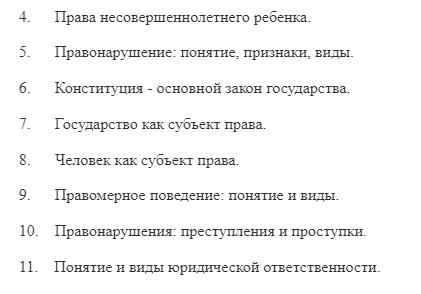 4. Права несовершеннолетнего ребенка.
5. Правонарушение: понятие, признаки, виды.
6. Конституция - основной закон государства.
7. Государство как субъект права.
8. Человек как субъект права.
9. Правомерное поведение: понятие и виды.
10. Правонарушения: преступления и проступки.
11. Понятие и виды юридической ответственности.